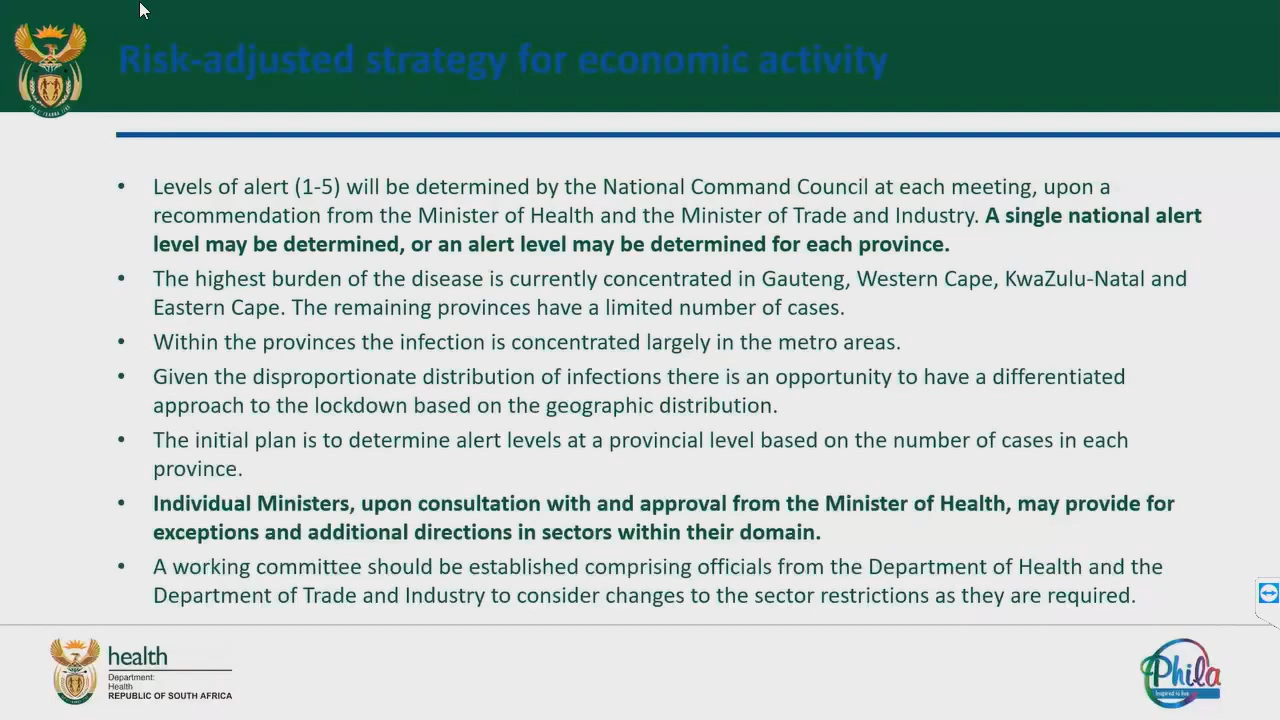 Risk-adjusted strategy for economic activity
• Levels of alert (1-5) will be determined by the National Command Council at each meeting, upon a
recommendation from the Minister of Health and the Minister of Trade and Industry. A single national alert
level may be determined, or an alert level may be determined for each province.
• The highest burden of the disease is currently concentrated in Gauteng, Western Cape, KwaZulu-Natal and
Eastern Cape. The remaining provinces have a limited number of cases.
• Within the provinces the infection is concentrated largely in the metro areas.
• Given the disproportionate distribution of infections there is an opportunity to have a differentiated
approach to the lockdown based on the geographic distribution.
• The initial plan is to determine alert levels at a provincial level based on the number of cases in each
province.
• Individual Ministers, upon consultation with and approval from the Minister of Health, may provide for
exceptions and additional directions in sectors within their domain.
• A working committee should be established comprising officials from the Department of Health and the
Department of Trade and Industry to consider changes to the sector restrictions as they are required.
health
Department:
Health
REPUBLIC OF SOUTH AFRICA
Phila